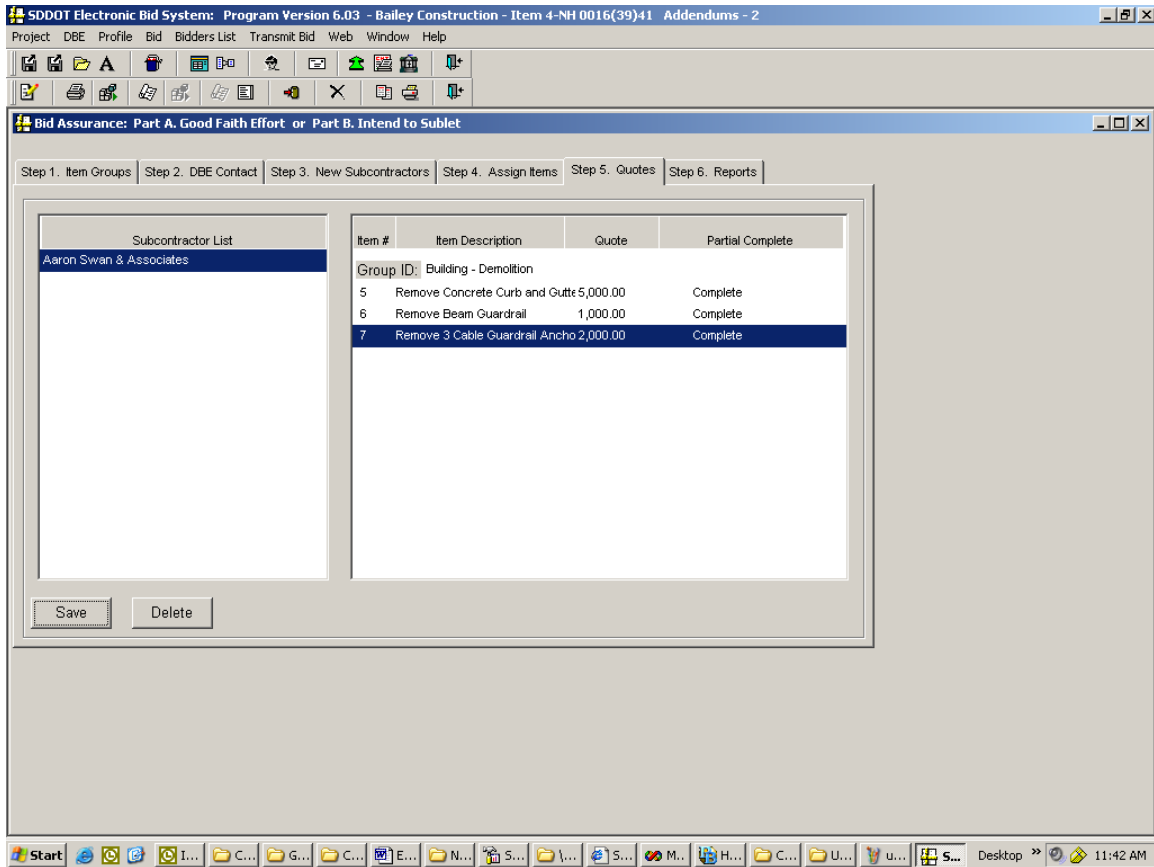 SDDOT Electronic Bid System: Program Version 6.03 - Bailey Construction - Item 4-NH 0016(39)41 Addendums - 2
Project DBE Profile Bid Bidders List Transmit Bid Web Window Help
Bid Assurance: Part A. Good Faith Effort or Part B. Intend to Sublet
Step 1. Item Groups Step 2. DBE Contact Step 3. New Subcontractors Step 4. Assign Items Step 5. Quotes Step 6. Reports
Subcontractor List
Aaron Swan & Associates
Item # Item Description Quote Partial Complete
Group ID: Building - Demolition
5 Remove Concrete Curb and Gutte 5,000.00 Complete
6 Remove Beam Guardrail 1,000.00 Complete
7 Remove 3 Cable Guardrail Ancho 2,000.00 Complete
Save Delete
Start I... C... G... C... E... N... S... \... S... M... H... C... U... u... S... Desktop » 11:42 AM